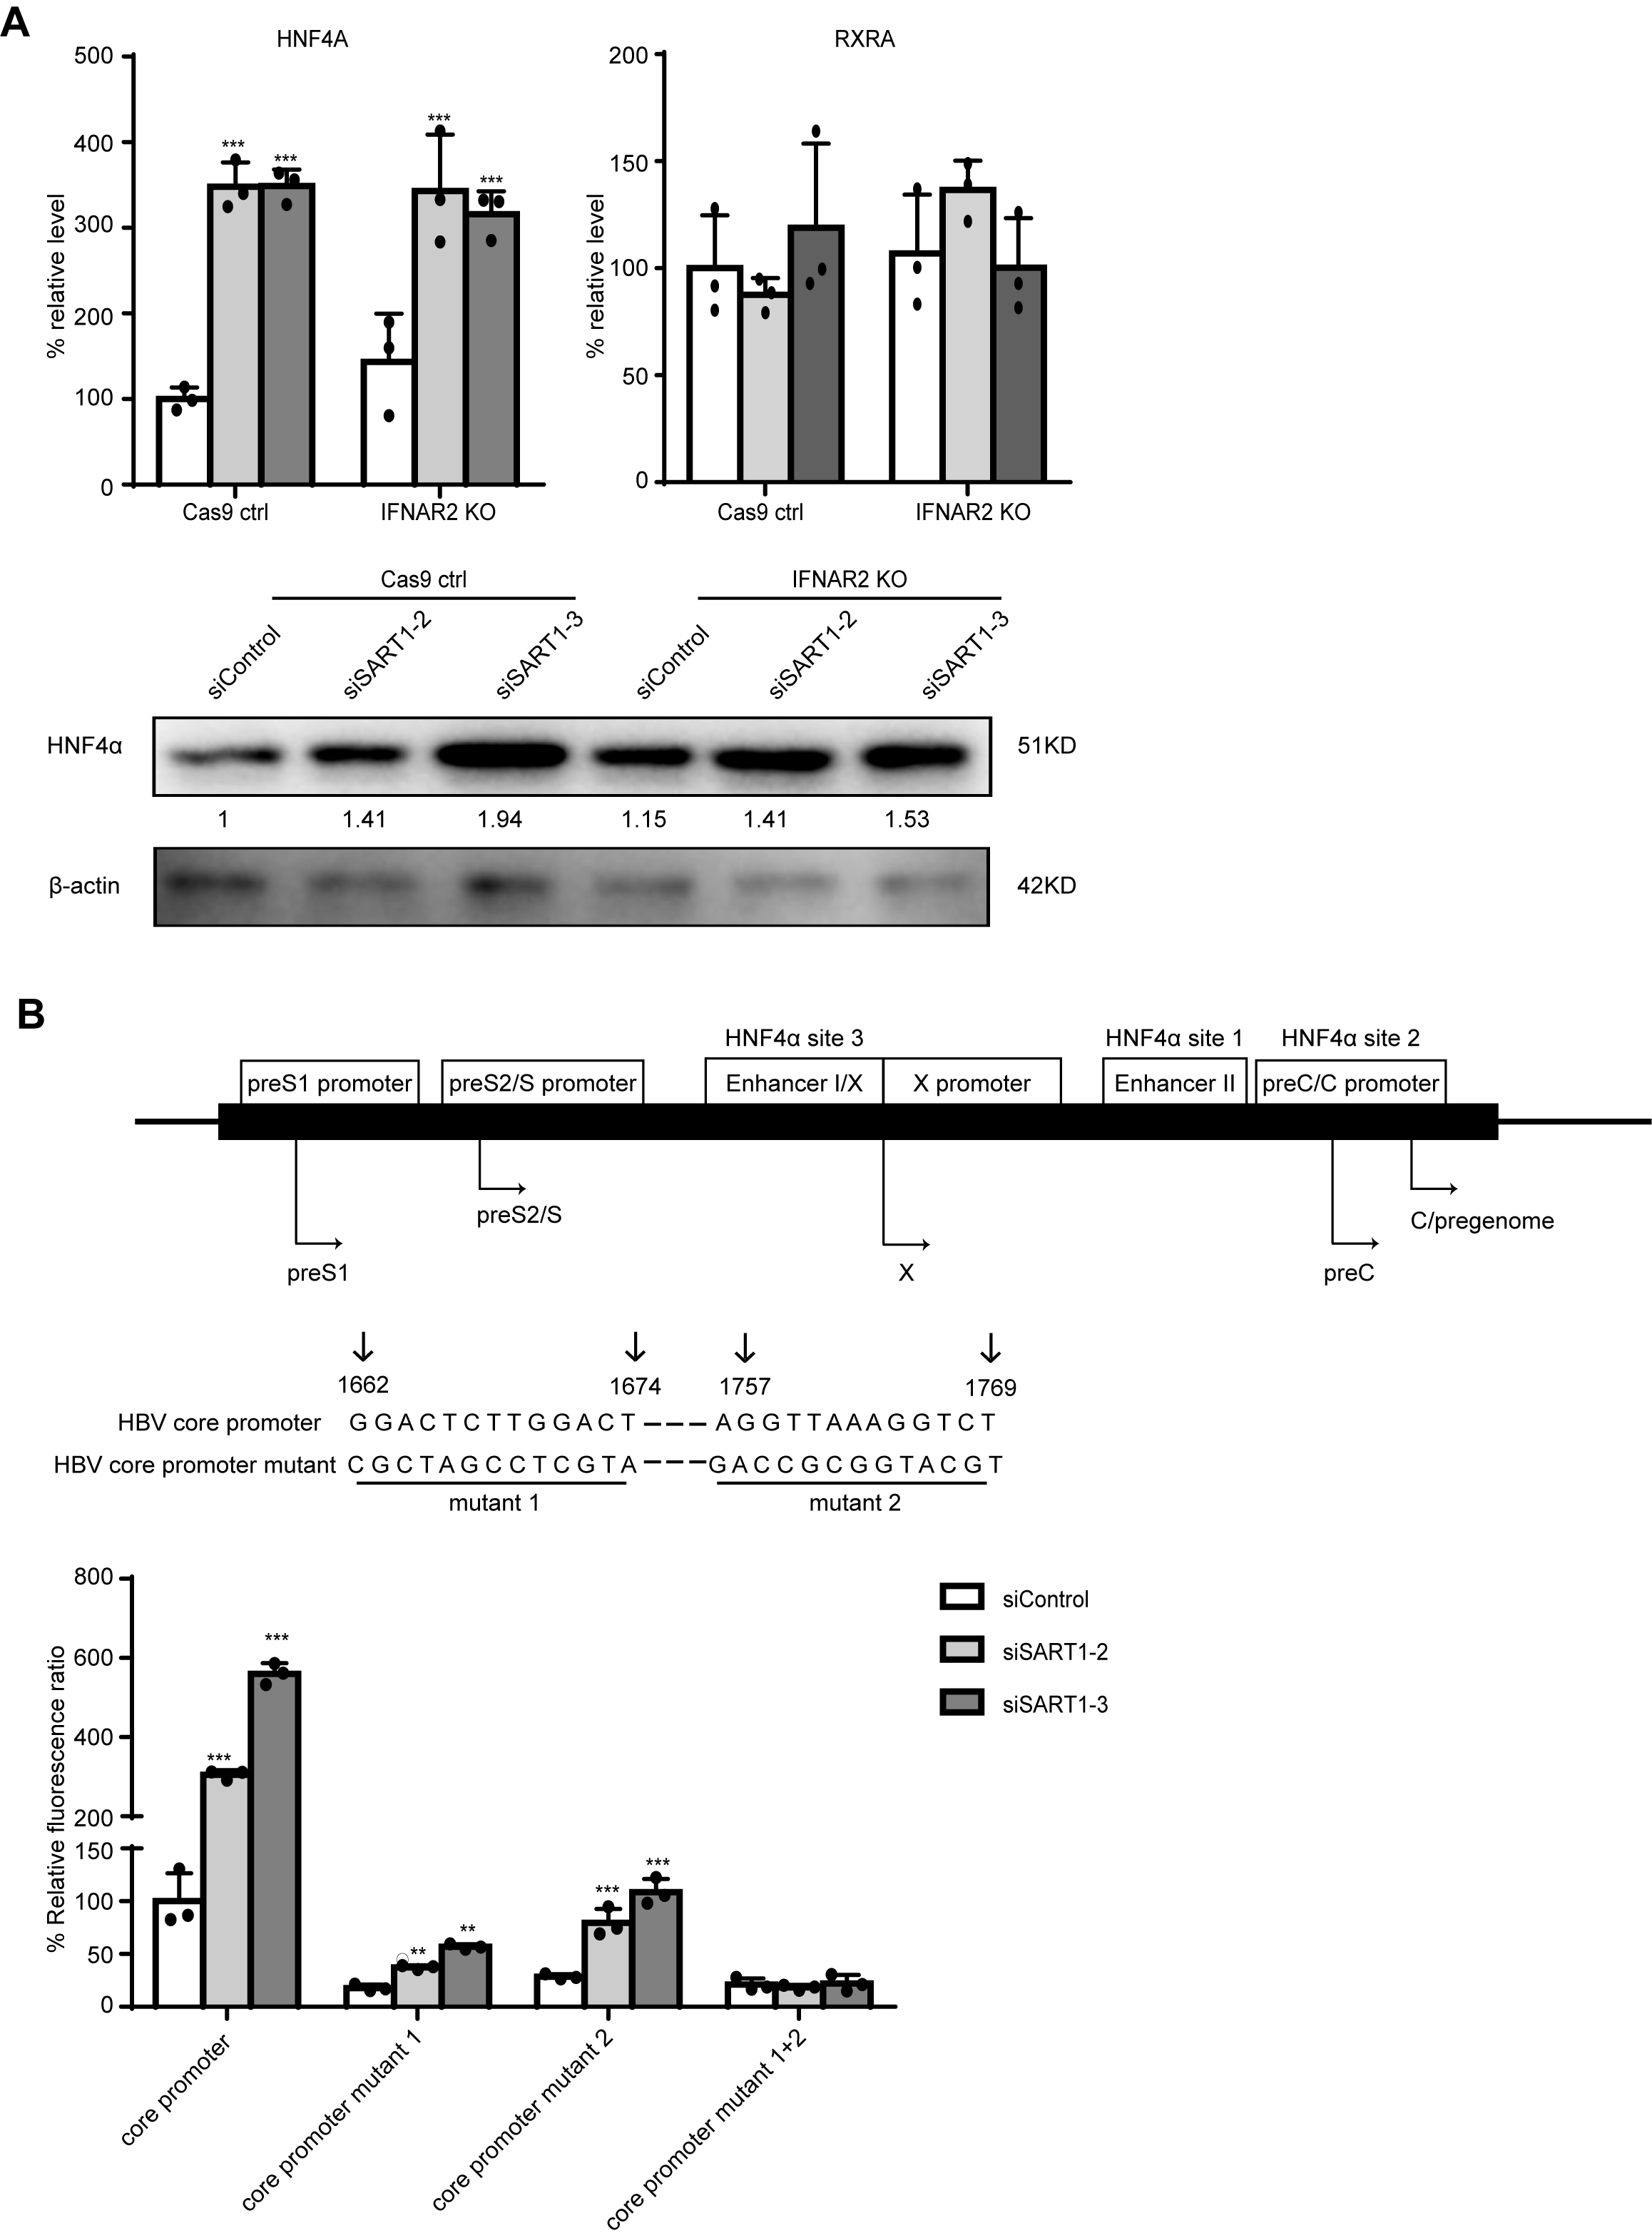 A
HNF4A
RXRA
% relative level
500
400
300
200
100
0
*** *** *** ***
Cas9 ctrl IFNAR2 KO
% relative level
200
150
100
50
0
Cas9 ctrl IFNAR2 KO
Cas9 ctrl IFNAR2 KO
siControl siSART1-2 siSART1-3 siControl siSART1-2 siSART1-3
HNF4α 51KD
1 1.41 1.94 1.15 1.41 1.53
β-actin 42KD
B
HNF4α site 3 HNF4α site 1 HNF4α site 2
preS1 promoter preS2/S promoter Enhancer I/X X promoter Enhancer II preC/C promoter
preS2/S C/pregenome
preS1 X preC
1662 1674 1757 1769
HBV core promoter GGACTCTTGGACT---AGGTTAAAGGTCT
HBV core promoter mutant CGCTAGCCTCGTA---GACCGCGGTACGT
mutant 1 mutant 2
% Relative fluorescence ratio
800
600
400
200
150
100
50
0
*** *** ** ** *** ***
core promoter
core promoter mutant 1
core promoter mutant 2
core promoter mutant 1+2
siControl
siSART1-2
siSART1-3